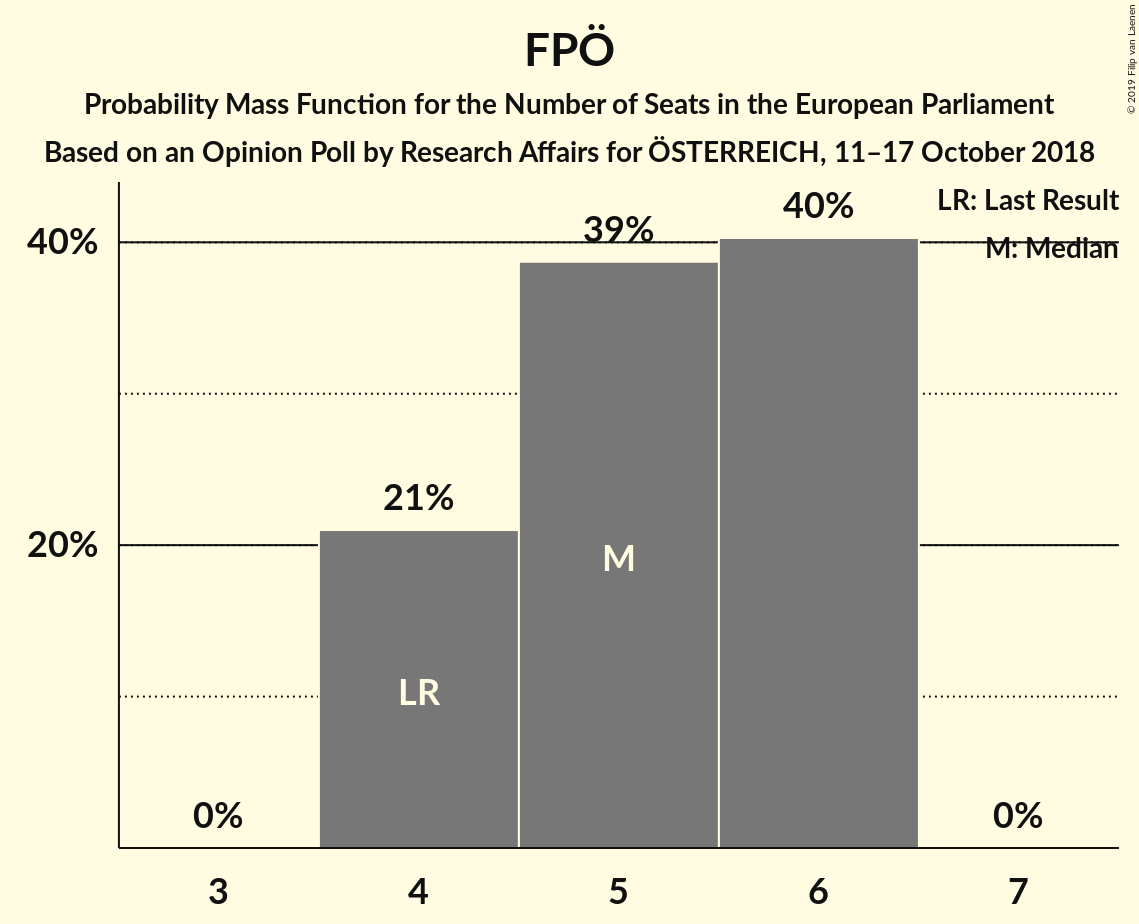 FPÖ
Probability Mass Function for the Number of Seats in the European Parliament
Based on an Opinion Poll by Research Affairs for ÖSTERREICH, 11–17 October 2018
© 2019 Filip van Laenen
LR: Last Result
M: Median
40%
20%
0%
21%
39%
40%
0%
LR
M
3
4
5
6
7